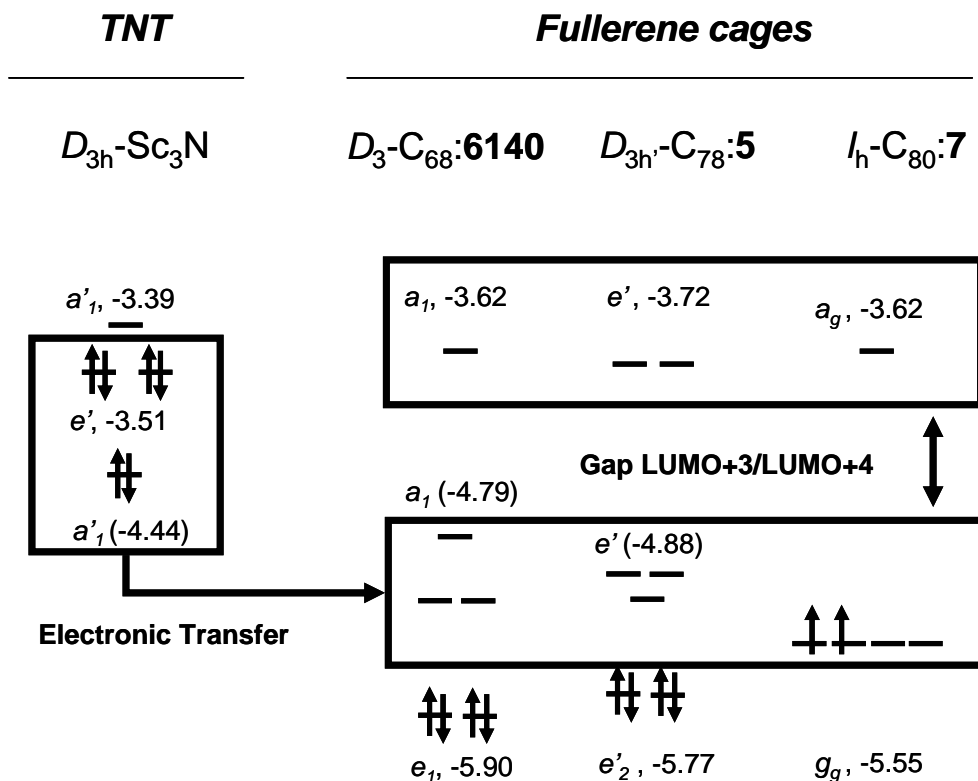 TNT Fullerene cages
D3h-Sc3N D3-C68:6140 D3h'-C78:5 Ih-C80:7
a'1, -3.39
a1, -3.62 e', -3.72 ag, -3.62
e', -3.51
Gap LUMO+3/LUMO+4
a1 (-4.79)
a'1 (-4.44)
e' (-4.88)
Electronic Transfer
e1, -5.90 e'2 , -5.77 gg, -5.55